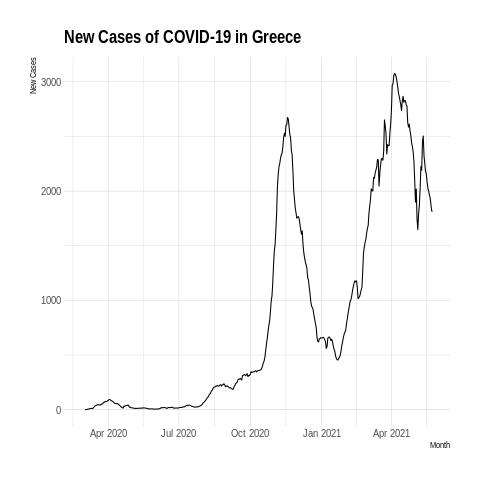 New Cases of COVID-19 in Greece
New Cases
3000
2000
1000
0
Apr 2020 Jul 2020 Oct 2020 Jan 2021 Apr 2021
Month